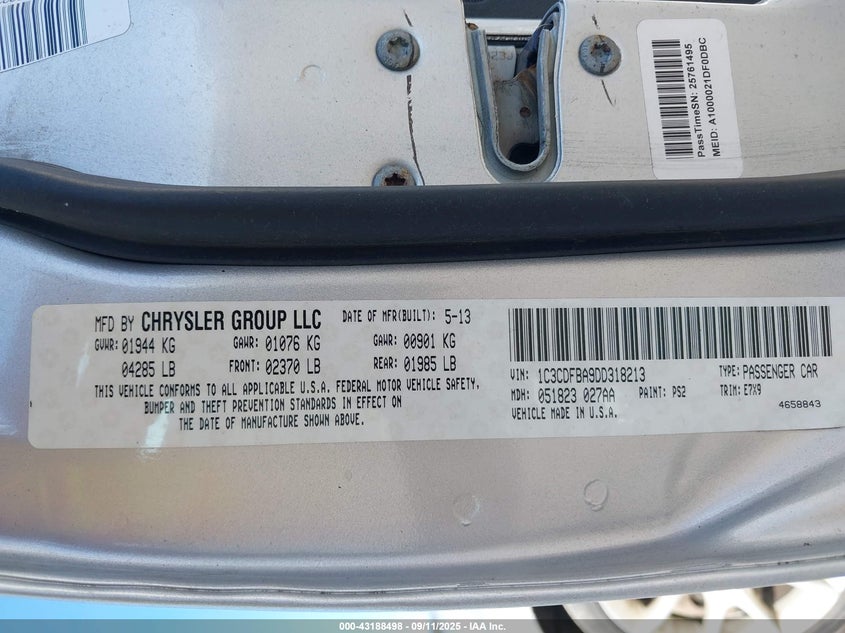 23J
PassTimeSN: 25761495
MEID: A1000021DF0DBC
MFD BY CHRYSLER GROUP LLC DATE OF MFR(BUILT): 5-13
GVWR: 01944 KG GAWR: 01076 KG GAWR: 00901 KG
04285 LB FRONT: 02370 LB REAR: 01985 LB
THIS VEHICLE CONFORMS TO ALL APPLICABLE U.S.A. FEDERAL MOTOR VEHICLE SAFETY,
BUMPER AND THEFT PREVENTION STANDARDS IN EFFECT ON
THE DATE OF MANUFACTURE SHOWN ABOVE.
VIN: 1C3CDFBA9DD318213 TYPE: PASSENGER CAR
MDH: 051823 027AA PAINT: PS2 TRIM: E7X9
VEHICLE MADE IN U.S.A. 4658843
000-43188498 - 09/11/2025 - IAA Inc.